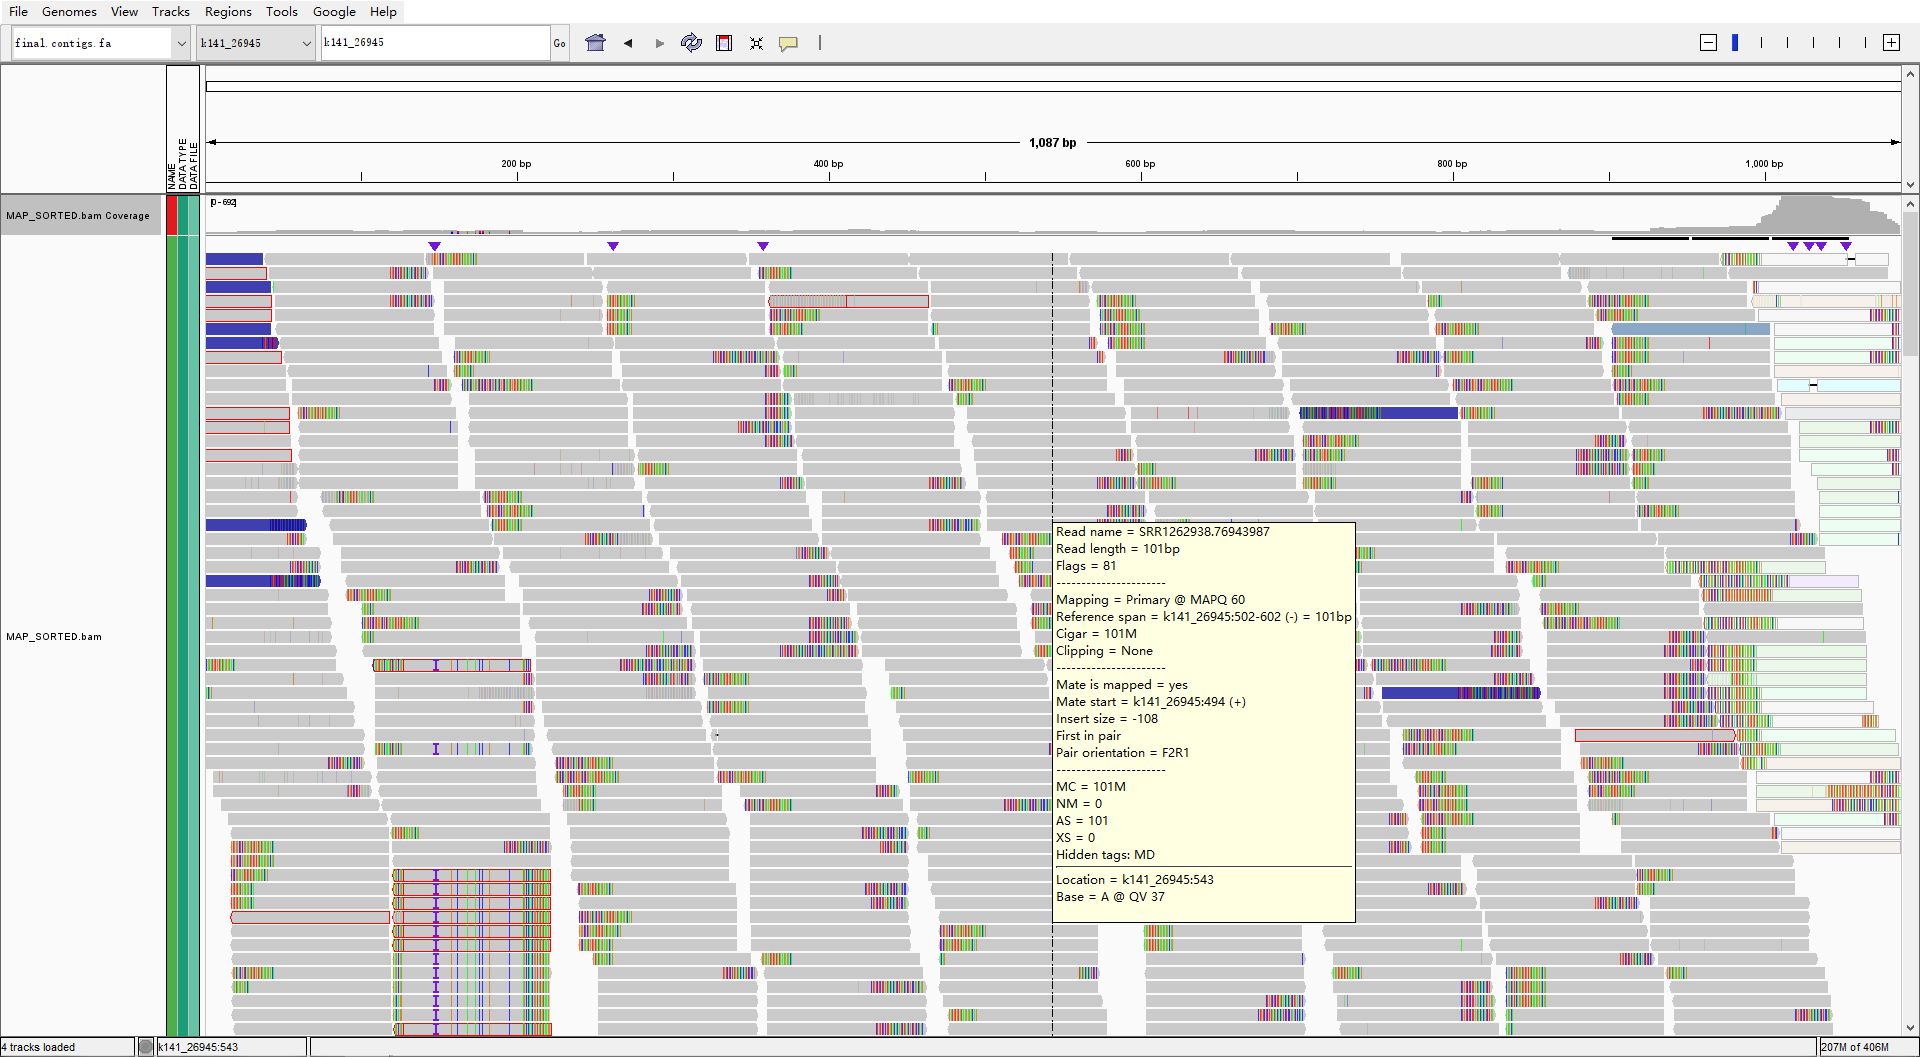 File Genomes View Tracks Regions Tools Google Help
final.contigs.fa k141_26945 k141_26945 Go
NAME
DATA TYPE
DATA FILE
1,087 bp
200 bp 400 bp 600 bp 800 bp 1,000 bp
MAP_SORTED.bam Coverage
[0 - 692]
MAP_SORTED.bam
Read name = SRR1262938.76943987
Read length = 101bp
Flags = 81
----------------------
Mapping = Primary @ MAPQ 60
Reference span = k141_26945:502-602 (-) = 101bp
Cigar = 101M
Clipping = None
----------------------
Mate is mapped = yes
Mate start = k141_26945:494 (+)
Insert size = -108
First in pair
Pair orientation = F2R1
----------------------
MC = 101M
NM = 0
AS = 101
XS = 0
Hidden tags: MD
Location = k141_26945:543
Base = A @ QV 37
4 tracks loaded k141_26945:543 207M of 406M